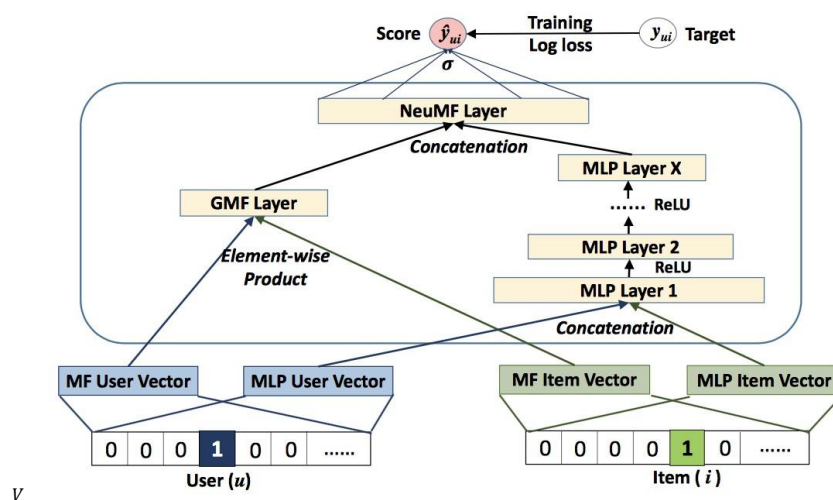 Score ŷui Training yui Target
Log loss
σ
NeuMF Layer
Concatenation
MLP Layer X
...... ReLU
GMF Layer
Element-wise
Product
MLP Layer 2
ReLU
MLP Layer 1
Concatenation
MF User Vector MLP User Vector MF Item Vector MLP Item Vector
0 0 0 1 0 0 ...... 0 0 0 0 1 0 ......
User (u) Item ( i )
V